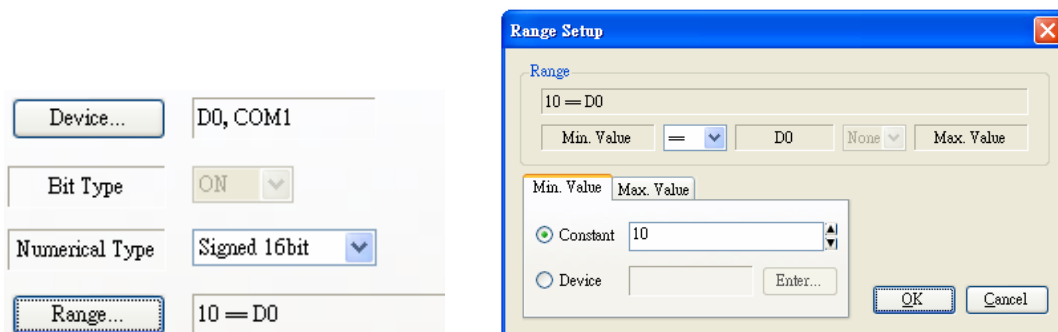 Device...
D0, COM1
Bit Type
ON
Numerical Type
Signed 16bit
Range...
10 == D0
Range Setup
Range
10 == D0
Min. Value == D0 None Max. Value
Min. Value Max. Value
Constant 10
Device Enter...
OK Cancel